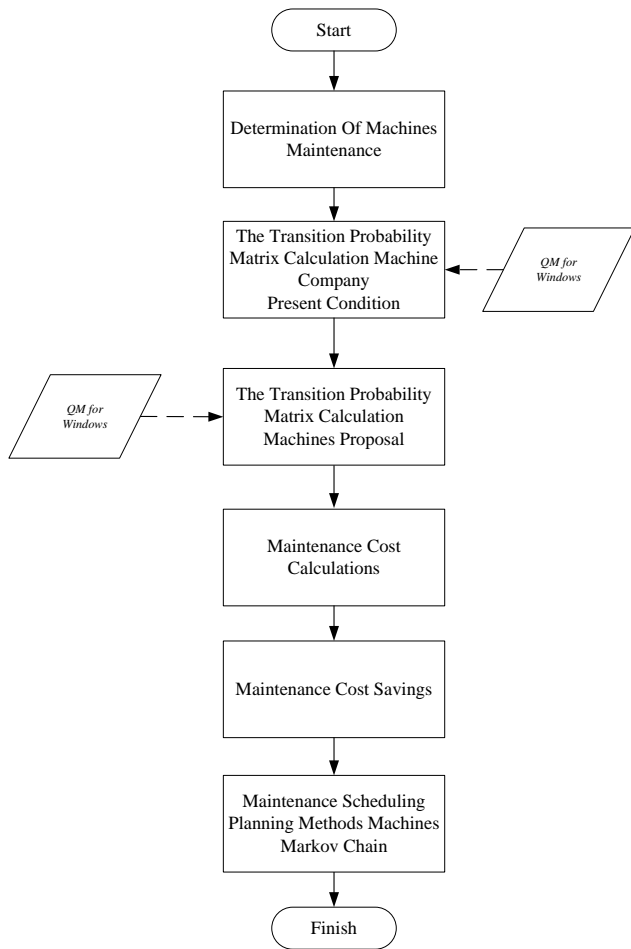 Start
Determination Of Machines
Maintenance
The Transition Probability
Matrix Calculation Machine
Company
Present Condition
QM for
Windows
The Transition Probability
Matrix Calculation
Machines Proposal
QM for
Windows
Maintenance Cost
Calculations
Maintenance Cost Savings
Maintenance Scheduling
Planning Methods Machines
Markov Chain
Finish